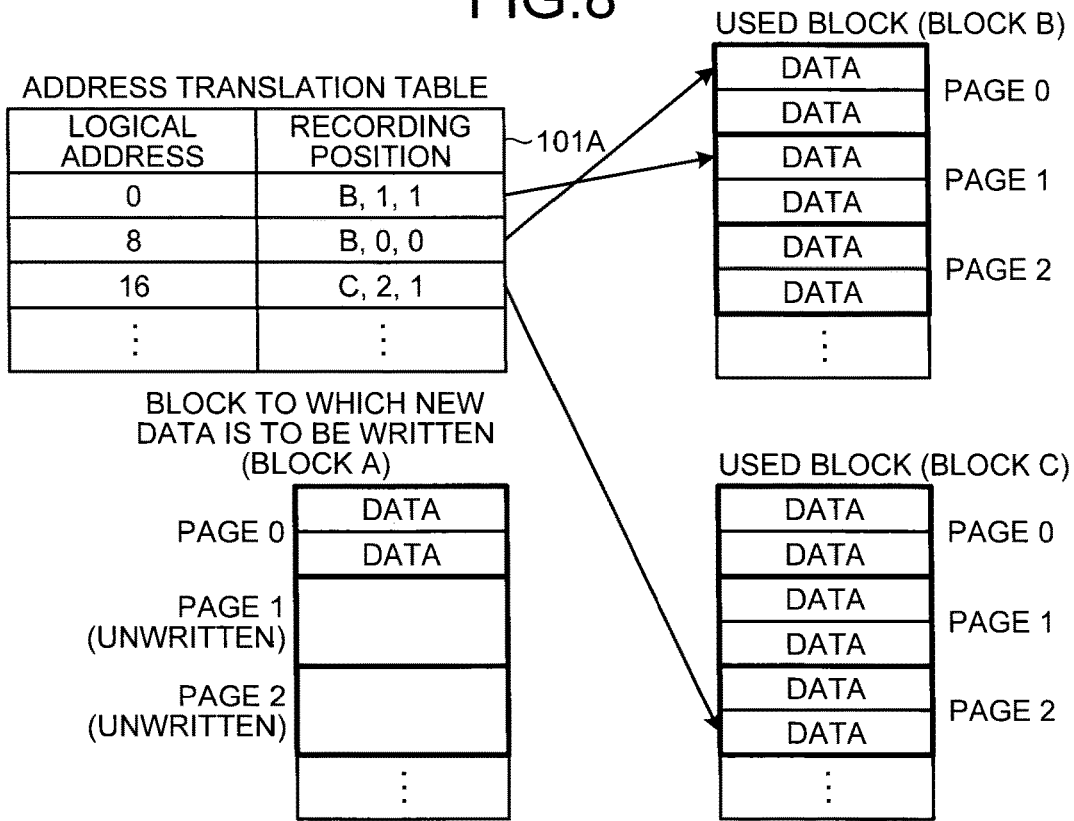 FIG.8
ADDRESS TRANSLATION TABLE
LOGICAL ADDRESS
RECORDING POSITION
101A
0
B, 1, 1
8
B, 0, 0
16
C, 2, 1
⋮
⋮
USED BLOCK (BLOCK B)
DATA
DATA
PAGE 0
DATA
DATA
PAGE 1
DATA
DATA
PAGE 2
⋮
BLOCK TO WHICH NEW
DATA IS TO BE WRITTEN
(BLOCK A)
PAGE 0
DATA
DATA
PAGE 1
(UNWRITTEN)
PAGE 2
(UNWRITTEN)
⋮
USED BLOCK (BLOCK C)
DATA
DATA
PAGE 0
DATA
DATA
PAGE 1
DATA
DATA
PAGE 2
⋮